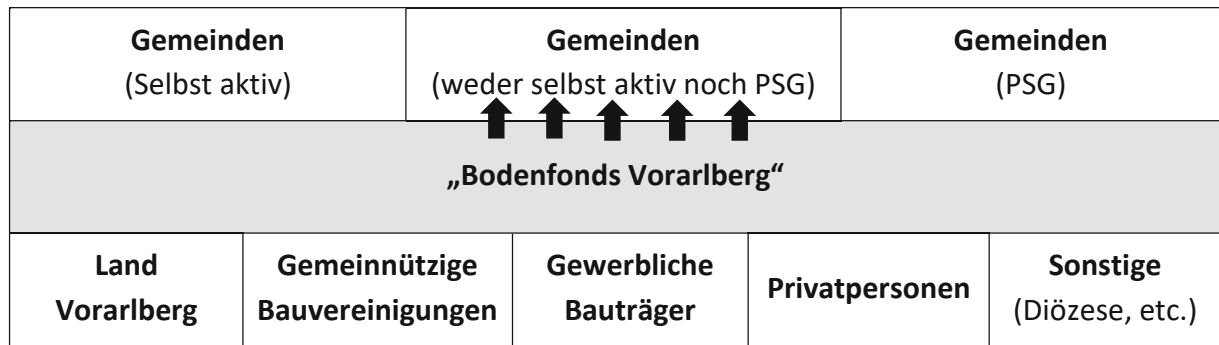 Gemeinden
(Selbst aktiv)
Gemeinden
(weder selbst aktiv noch PSG)
Gemeinden
(PSG)
„Bodenfonds Vorarlberg“
Land
Vorarlberg
Gemeinnützige
Bauvereinigungen
Gewerbliche
Bauträger
Privatpersonen
Sonstige
(Diözese, etc.)